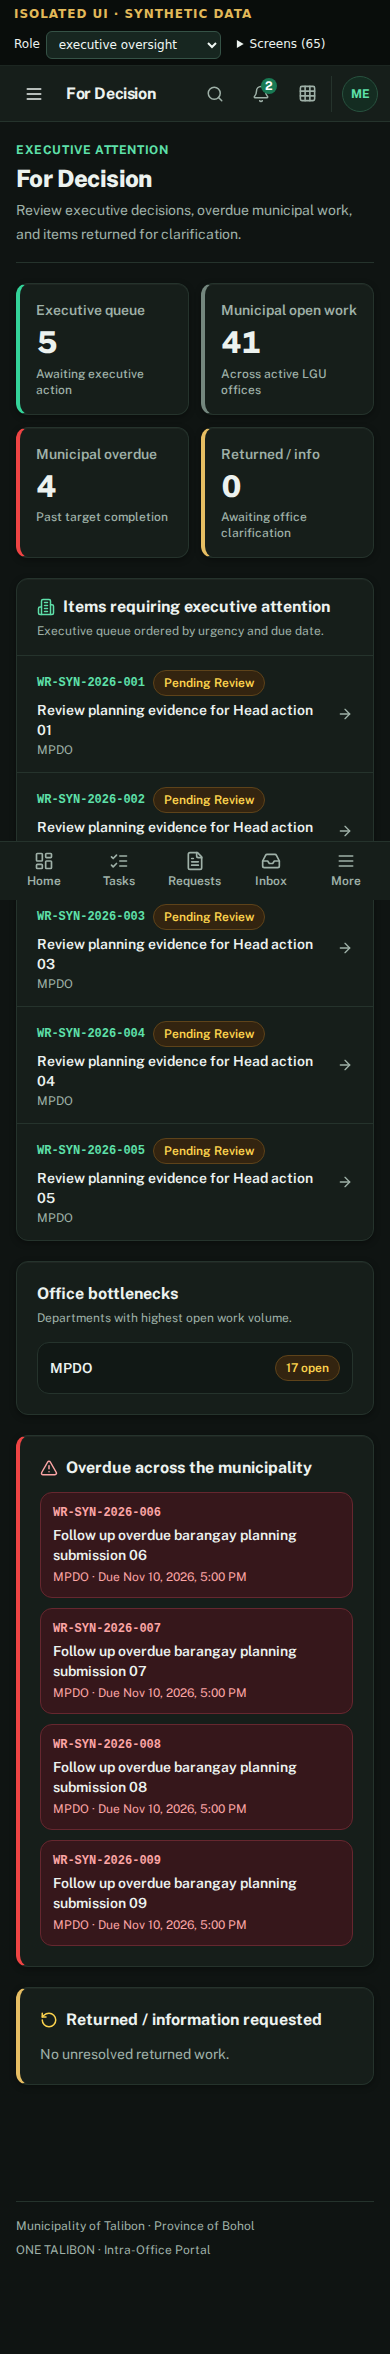 ISOLATED UI · SYNTHETIC DATA
Role executive oversight Screens (65)
For Decision 2 ME
EXECUTIVE ATTENTION
For Decision
Review executive decisions, overdue municipal work,
and items returned for clarification.
Executive queue
5
Awaiting executive
action
Municipal open work
41
Across active LGU
offices
Municipal overdue
4
Past target completion
Returned / info
0
Awaiting office
clarification
Items requiring executive attention
Executive queue ordered by urgency and due date.
WR-SYN-2026-001 Pending Review
Review planning evidence for Head action
01
MPDO
WR-SYN-2026-002 Pending Review
Review planning evidence for Head action
Home Tasks Requests Inbox More
WR-SYN-2026-003 Pending Review
Review planning evidence for Head action
03
MPDO
WR-SYN-2026-004 Pending Review
Review planning evidence for Head action
04
MPDO
WR-SYN-2026-005 Pending Review
Review planning evidence for Head action
05
MPDO
Office bottlenecks
Departments with highest open work volume.
MPDO 17 open
Overdue across the municipality
WR-SYN-2026-006
Follow up overdue barangay planning
submission 06
MPDO · Due Nov 10, 2026, 5:00 PM
WR-SYN-2026-007
Follow up overdue barangay planning
submission 07
MPDO · Due Nov 10, 2026, 5:00 PM
WR-SYN-2026-008
Follow up overdue barangay planning
submission 08
MPDO · Due Nov 10, 2026, 5:00 PM
WR-SYN-2026-009
Follow up overdue barangay planning
submission 09
MPDO · Due Nov 10, 2026, 5:00 PM
Returned / information requested
No unresolved returned work.
Municipality of Talibon · Province of Bohol
ONE TALIBON · Intra-Office Portal